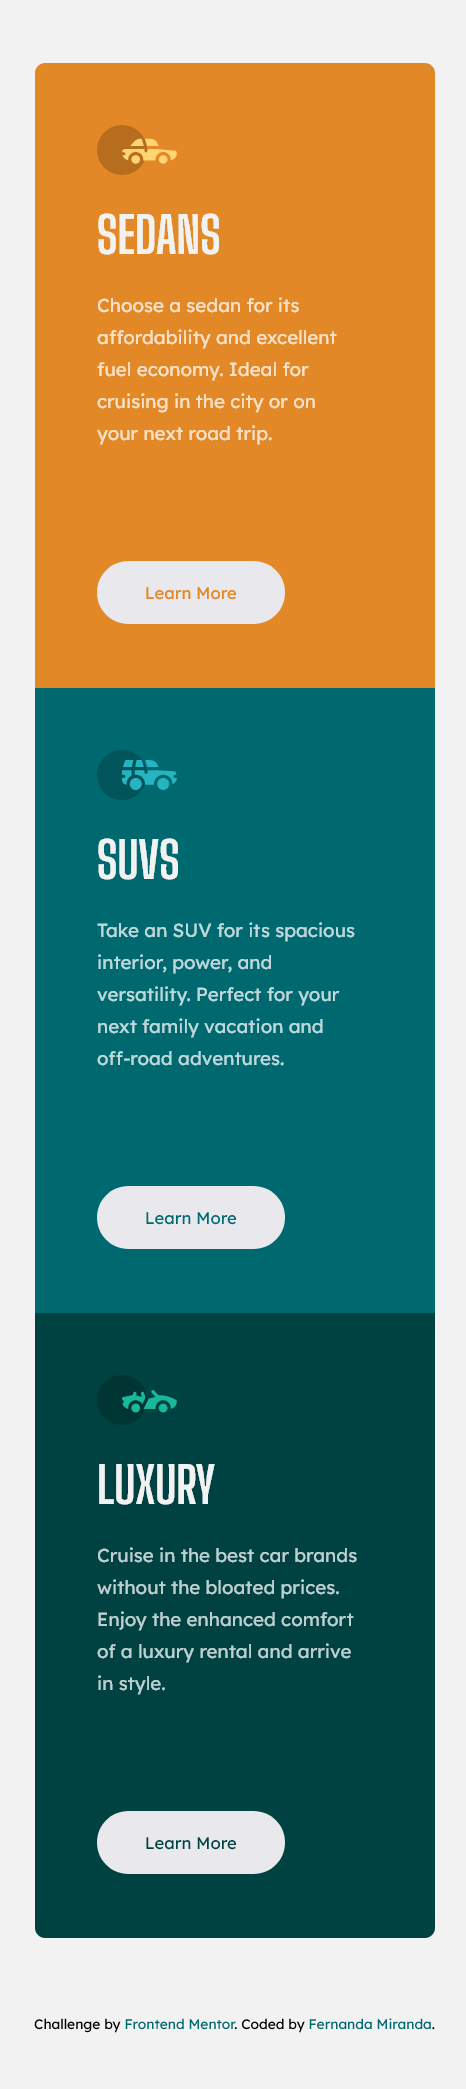 SEDANS
Choose a sedan for its
affordability and excellent
fuel economy. Ideal for
cruising in the city or on
your next road trip.
Learn More
SUVS
Take an SUV for its spacious
interior, power, and
versatility. Perfect for your
next family vacation and
off-road adventures.
Learn More
LUXURY
Cruise in the best car brands
without the bloated prices.
Enjoy the enhanced comfort
of a luxury rental and arrive
in style.
Learn More
Challenge by Frontend Mentor. Coded by Fernanda Miranda.